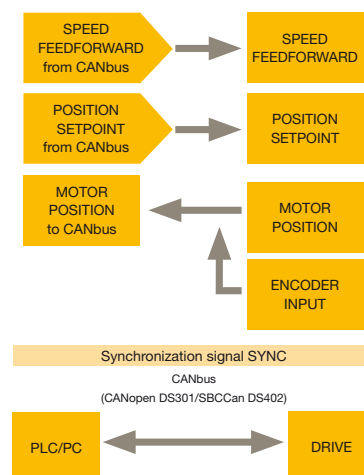 SPEED
FEEDFORWARD
from CANbus
SPEED
FEEDFORWARD
POSITION
SETPOINT
from CANbus
POSITION
SETPOINT
MOTOR
POSITION
to CANbus
MOTOR
POSITION
ENCODER
INPUT
Synchronization signal SYNC
CANbus
(CANopen DS301/SBCCan DS402)
PLC/PC
DRIVE